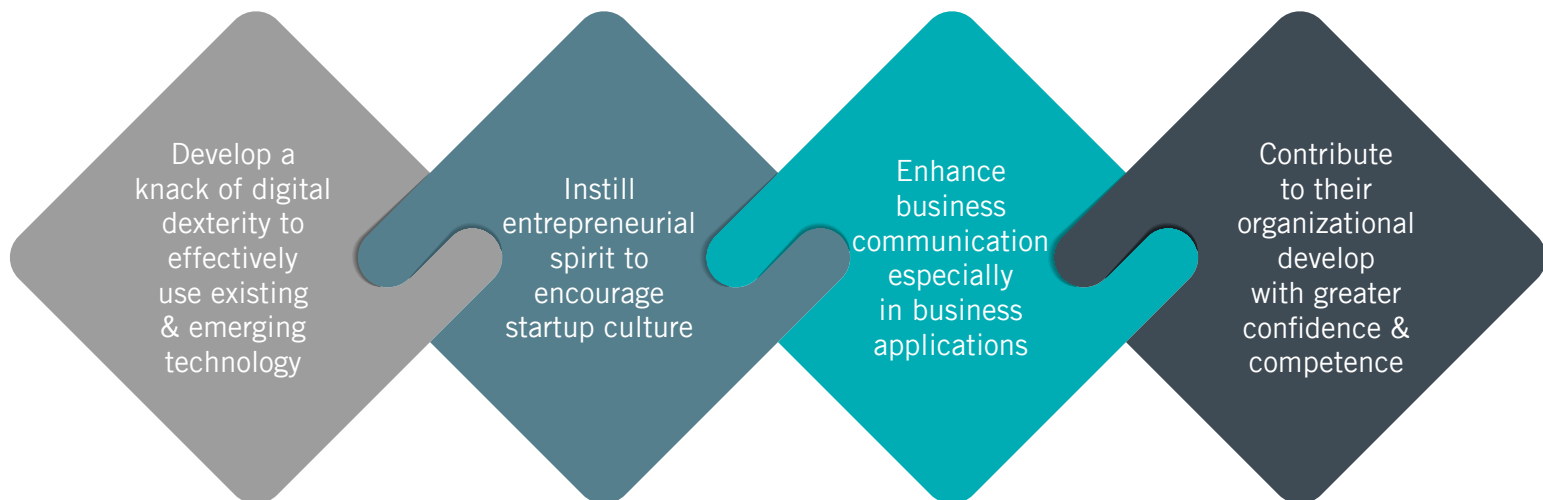 Develop a
knack of digital
dexterity to
effectively
use existing
& emerging
technology
Instill
entrepreneurial
spirit to
encourage
startup culture
Enhance
business
communication
especially
in business
applications
Contribute
to their
organizational
develop
with greater
confidence &
competence